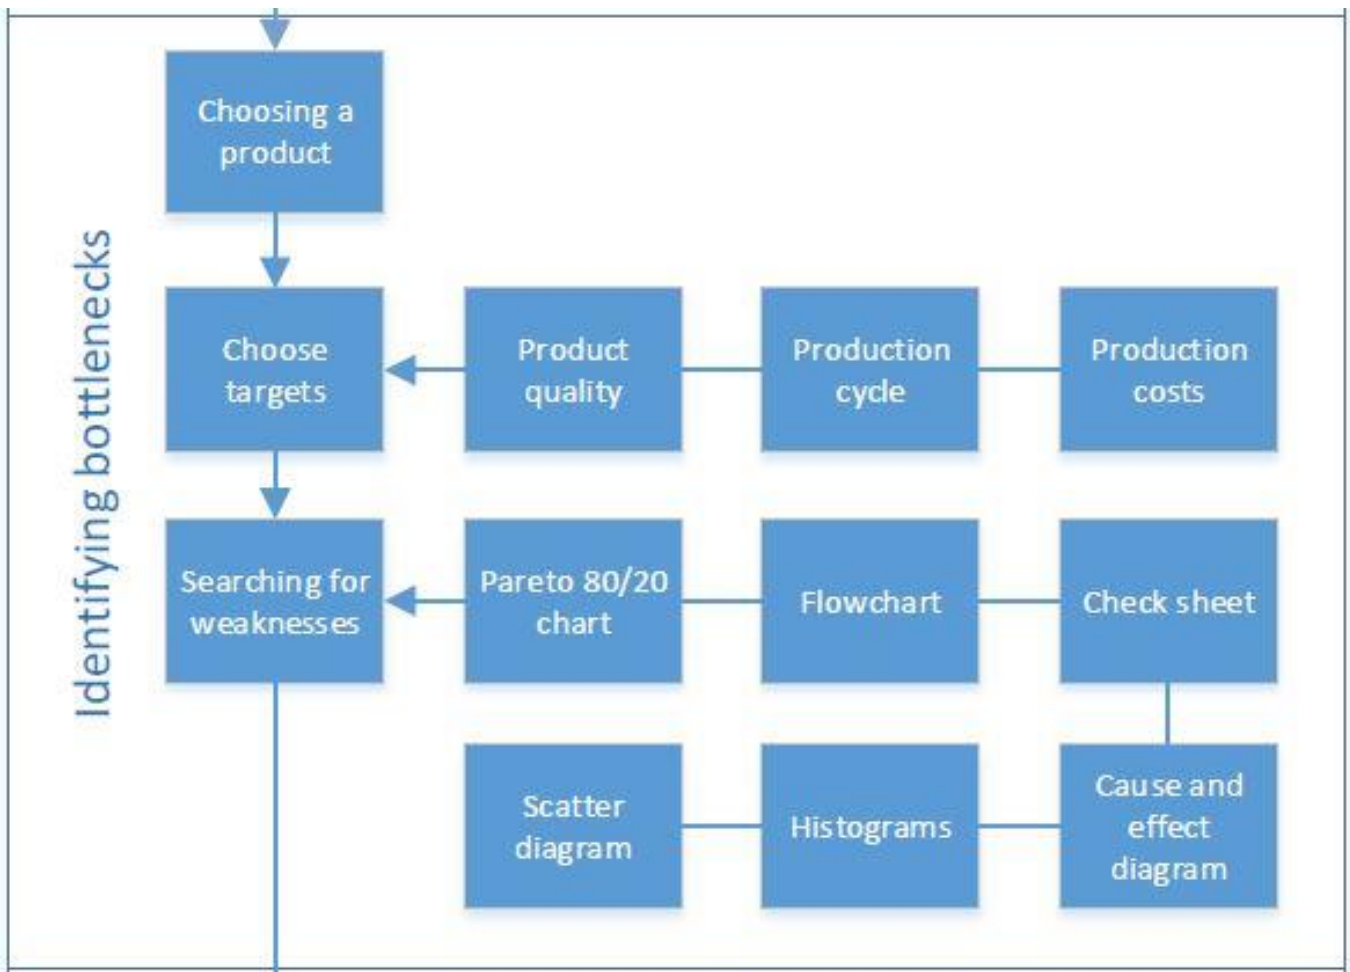 Identifying bottlenecks
Choosing a
product
Choose
targets
Product
quality
Production
cycle
Production
costs
Searching for
weaknesses
Pareto 80/20
chart
Flowchart
Check sheet
Scatter
diagram
Histograms
Cause and
effect
diagram